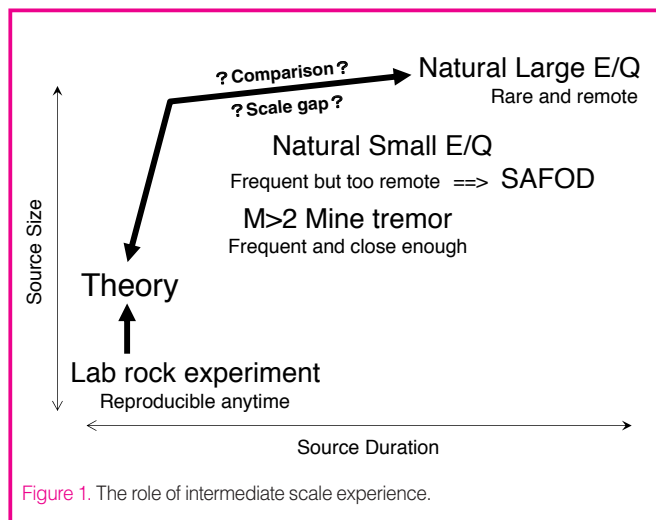 ? Comparison ?
? Scale gap ?
Natural Large E/Q
Rare and remote
Natural Small E/Q
Frequent but too remote ==> SAFOD
M>2 Mine tremor
Frequent and close enough
Theory
Lab rock experiment
Reproducible anytime
Source Size
Source Duration
Figure 1. The role of intermediate scale experience.